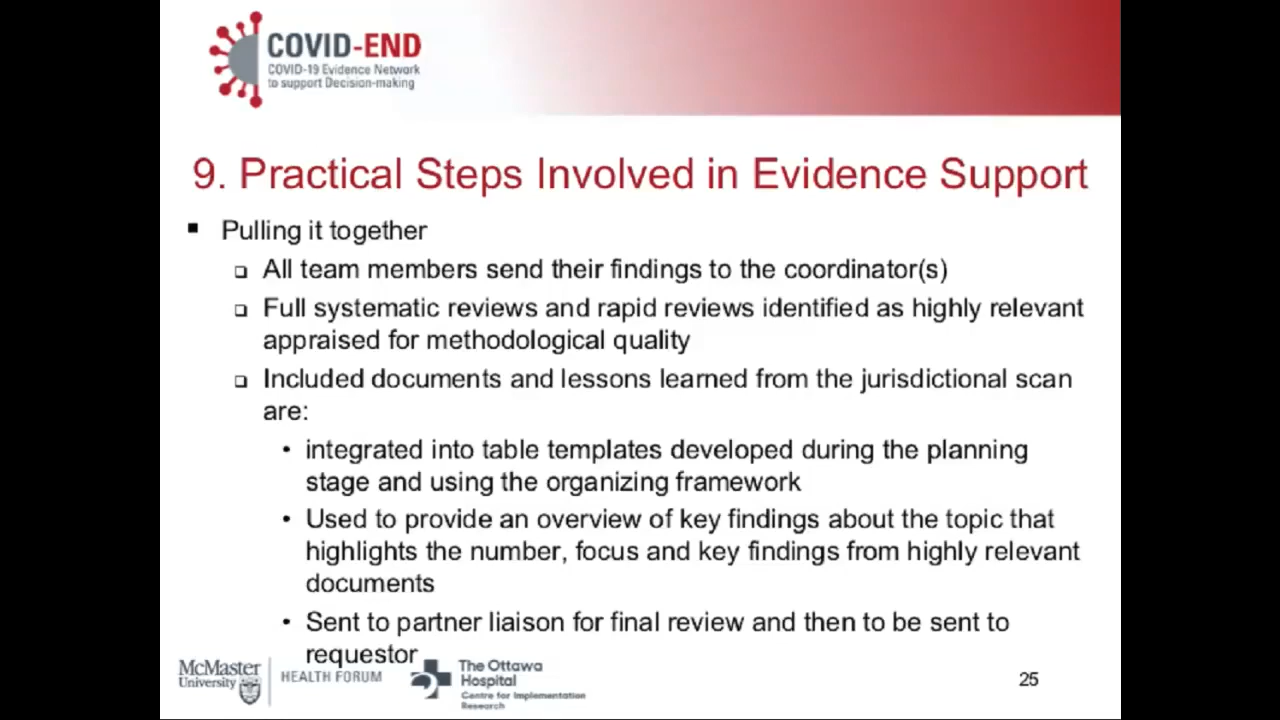 COVID-END
COVID-19 Evidence Network
to support Decision-making
9. Practical Steps Involved in Evidence Support
▪ Pulling it together
❑ All team members send their findings to the coordinator(s)
❑ Full systematic reviews and rapid reviews identified as highly relevant
appraised for methodological quality
❑ Included documents and lessons learned from the jurisdictional scan
are:
• integrated into table templates developed during the planning
stage and using the organizing framework
• Used to provide an overview of key findings about the topic that
highlights the number, focus and key findings from highly relevant
documents
• Sent to partner liaison for final review and then to be sent to
requestor
McMaster
University
HEALTH FORUM
The Ottawa
Hospital
Centre for Implementation
Research
25